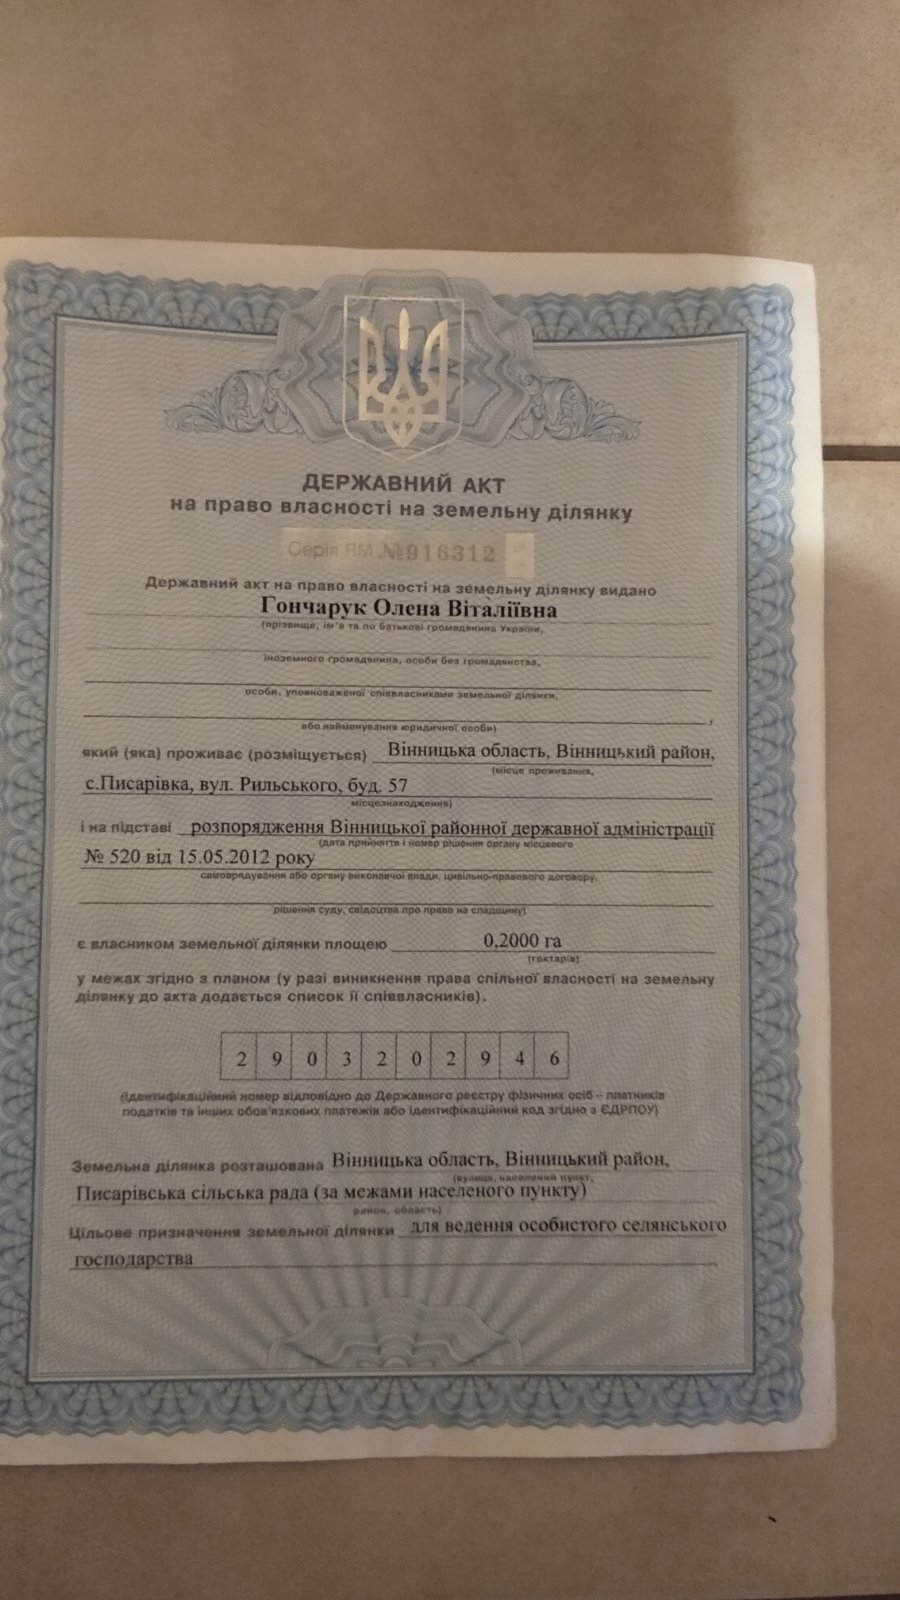 ДЕРЖАВНИЙ АКТ
на право власності на земельну ділянку
Серія ЯМ №916312
Державний акт на право власності на земельну ділянку видано
Гончарук Олена Віталіївна
(прізвище, ім'я та по батькові громадянина України,
іноземного громадянина, особи без громадянства,
особи, уповноваженої співвласниками земельної ділянки,
,
або найменування юридичної особи)
який (яка) проживає (розміщується) Вінницька область, Вінницький район,
(місце проживання,
с.Писарівка, вул. Рильського, буд. 57
місцезнаходження)
і на підставі розпорядження Вінницької районної державної адміністрації
(дата прийняття і номер рішення органу місцевого
№ 520 від 15.05.2012 року
самоврядування або органу виконавчої влади, цивільно-правового договору,
рішення суду, свідоцтва про право на спадщину)
є власником земельної ділянки площею 0,2000 га
(гектарів)
у межах згідно з планом (у разі виникнення права спільної власності на земельну
ділянку до акта додається список її співвласників).
2 9 0 3 2 0 2 9 4 6
(ідентифікаційний номер відповідно до Державного реєстру фізичних осіб – платників
податків та інших обов'язкових платежів або ідентифікаційний код згідно з ЄДРПОУ)
Земельна ділянка розташована Вінницька область, Вінницький район,
(вулиця, населений пункт,
Писарівська сільська рада (за межами населеного пункту)
район, область)
Цільове призначення земельної ділянки для ведення особистого селянського
господарства